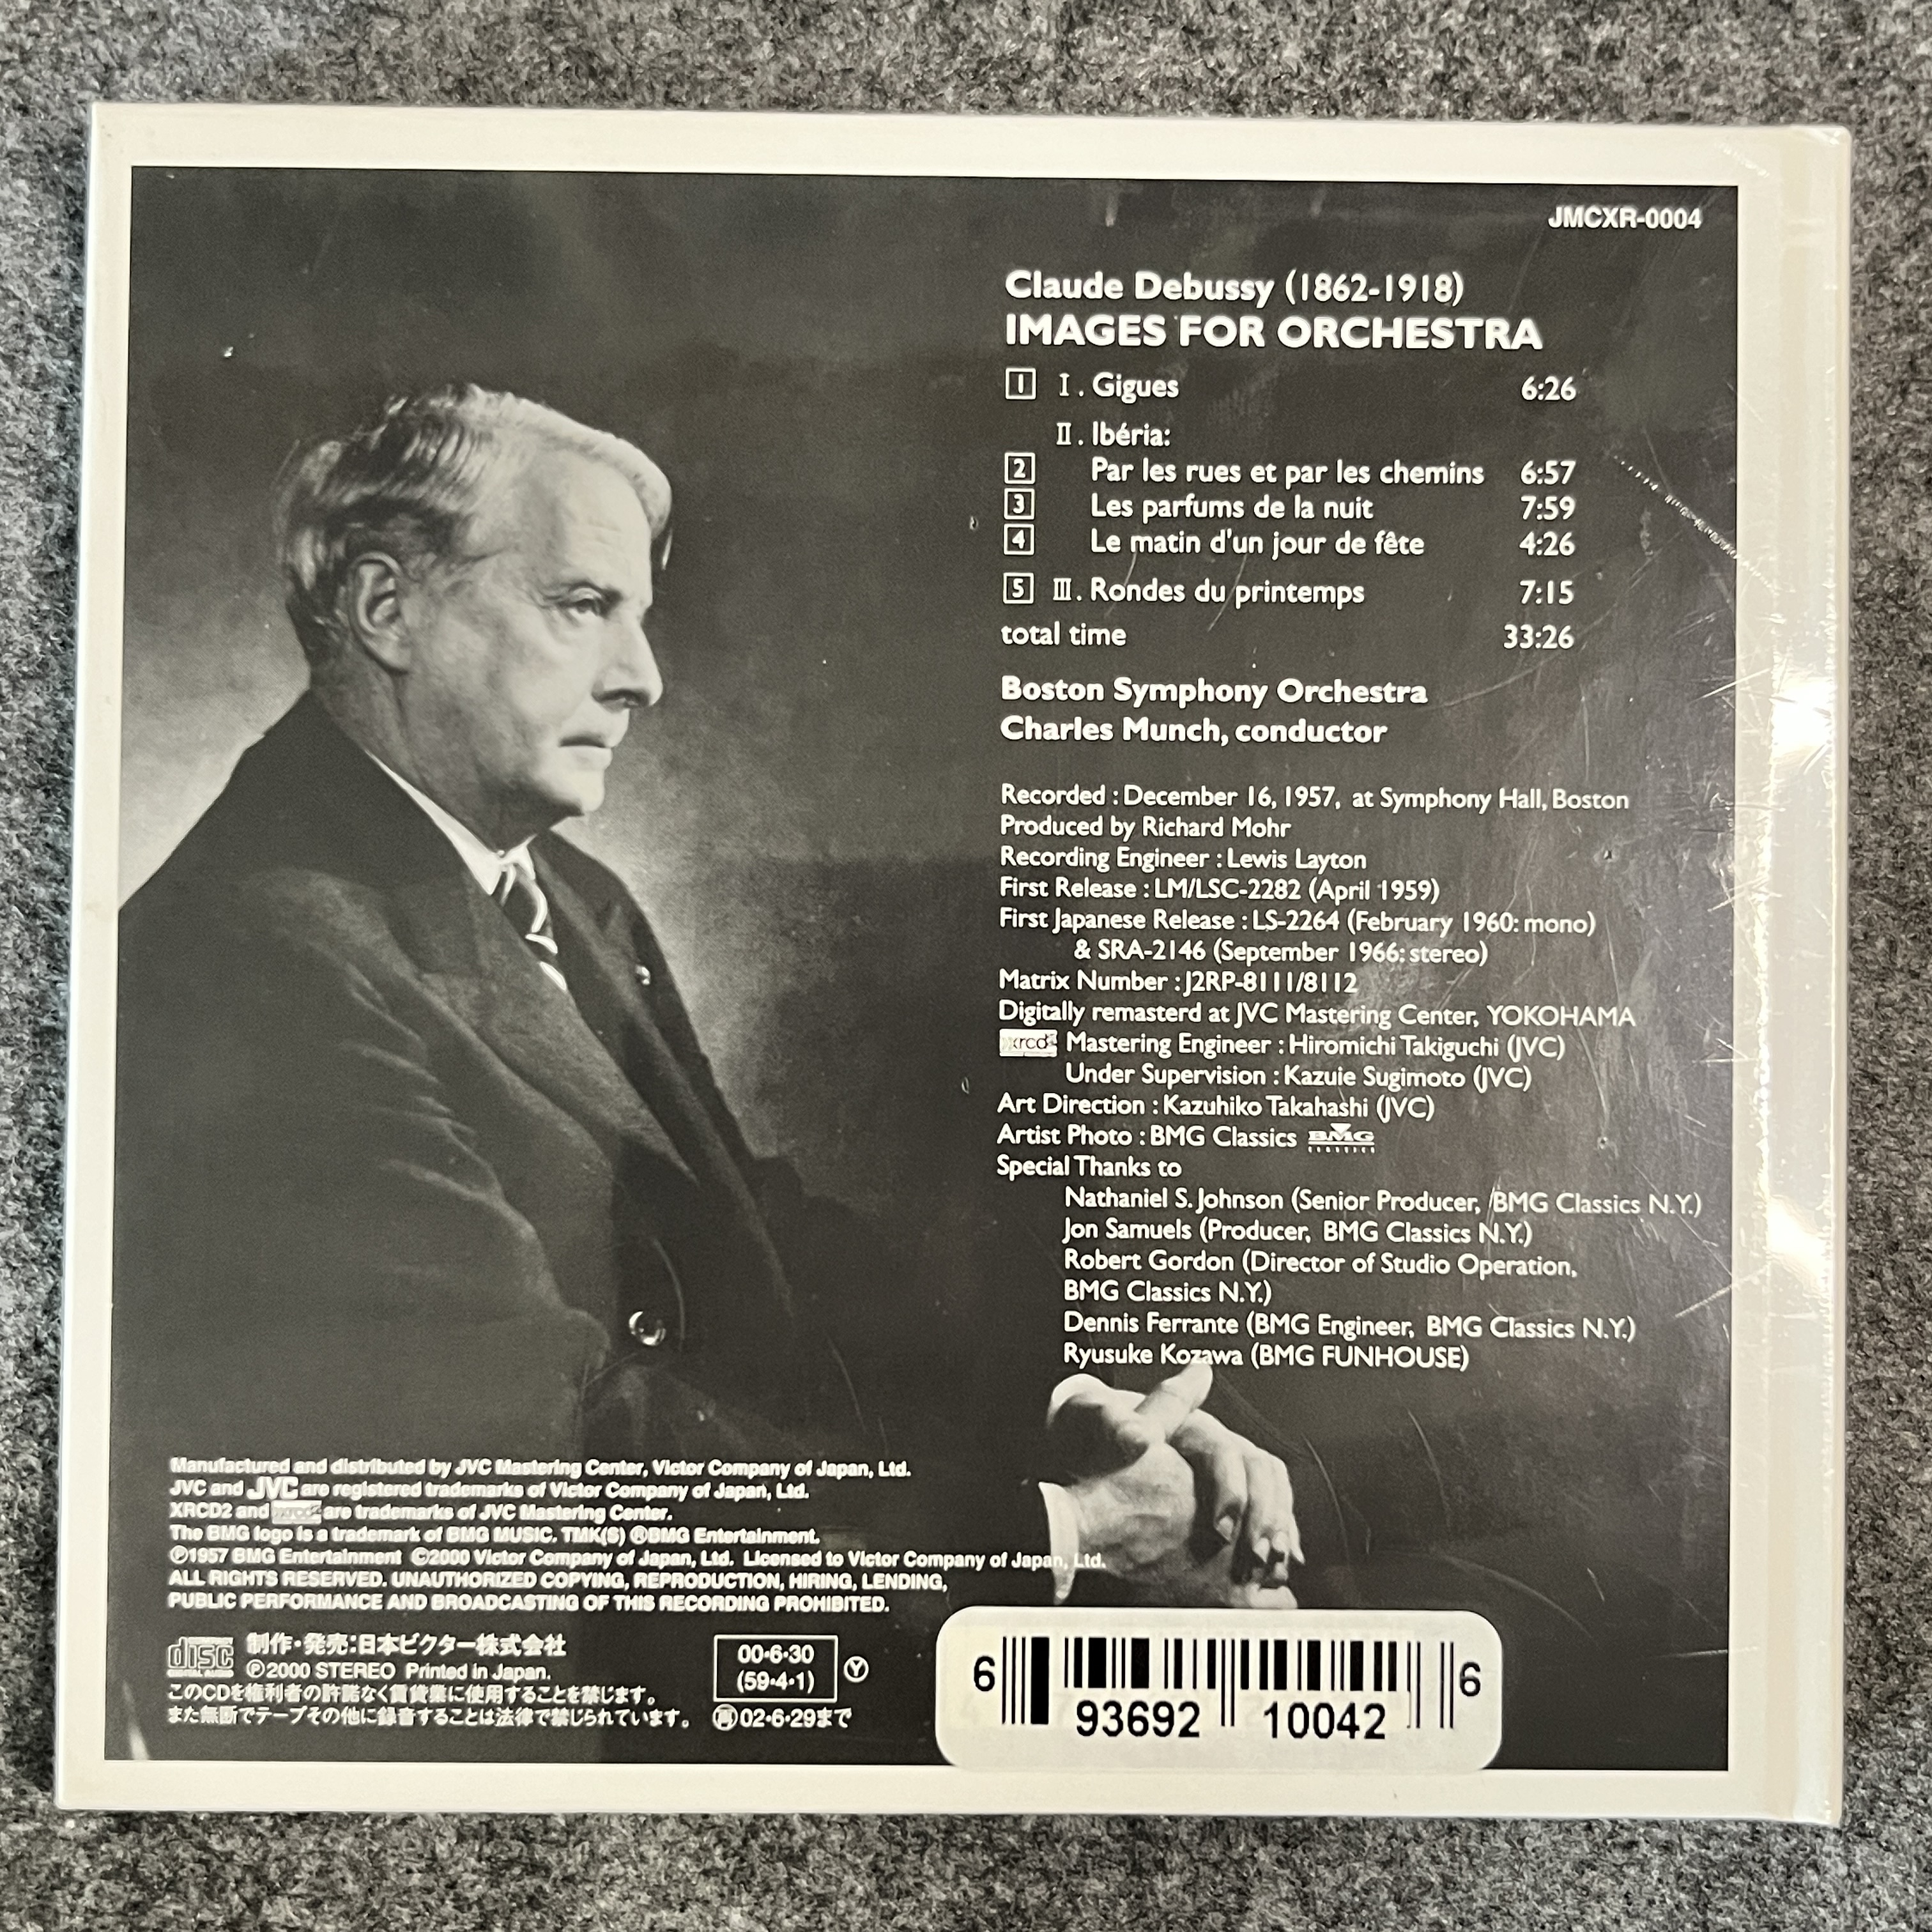 JMCXR-0004
Claude Debussy (1862-1918)
IMAGES FOR ORCHESTRA
1 I. Gigues 6:26
II. Ibéria:
2 Par les rues et par les chemins 6:57
3 Les parfums de la nuit 7:59
4 Le matin d'un jour de fête 4:26
5 III. Rondes du printemps 7:15
total time 33:26
Boston Symphony Orchestra
Charles Munch, conductor
Recorded : December 16, 1957, at Symphony Hall, Boston
Produced by Richard Mohr
Recording Engineer : Lewis Layton
First Release : LM/LSC-2282 (April 1959)
First Japanese Release : LS-2264 (February 1960: mono)
& SRA-2146 (September 1966: stereo)
Matrix Number : J2RP-8111/8112
Digitally remasterd at JVC Mastering Center, YOKOHAMA
xrcd2 Mastering Engineer : Hiromichi Takiguchi (JVC)
Under Supervision : Kazuie Sugimoto (JVC)
Art Direction : Kazuhiko Takahashi (JVC)
Artist Photo : BMG Classics BMG CLASSICS
Special Thanks to
Nathaniel S. Johnson (Senior Producer, BMG Classics N.Y.)
Jon Samuels (Producer, BMG Classics N.Y.)
Robert Gordon (Director of Studio Operation,
BMG Classics N.Y.)
Dennis Ferrante (BMG Engineer, BMG Classics N.Y.)
Ryusuke Kozawa (BMG FUNHOUSE)
Manufactured and distributed by JVC Mastering Center, Victor Company of Japan, Ltd.
JVC and JVC are registered trademarks of Victor Company of Japan, Ltd.
XRCD2 and xrcd2 are trademarks of JVC Mastering Center.
The BMG logo is a trademark of BMG MUSIC. TMK(S) ®BMG Entertainment.
℗1957 BMG Entertainment ©2000 Victor Company of Japan, Ltd. Licensed to Victor Company of Japan, Ltd.
ALL RIGHTS RESERVED. UNAUTHORIZED COPYING, REPRODUCTION, HIRING, LENDING,
PUBLIC PERFORMANCE AND BROADCASTING OF THIS RECORDING PROHIBITED.
disc DIGITAL AUDIO
制作・発売:日本ビクター株式会社
℗2000 STEREO Printed in Japan.
このCDを権利者の許諾なく賃貸業に使用することを禁じます。
また無断でテープその他に録音することは法律で禁じられています。
00・6・30
(59・4・1)
Ⓨ
再02・6・29まで
6 93692 10042 6